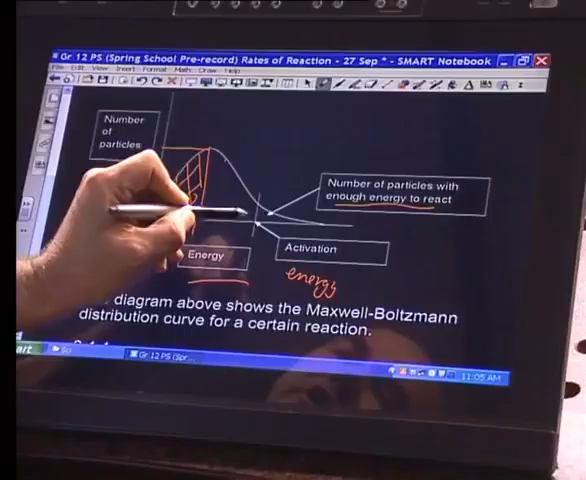 Gr 12 PS (Spring School Pre-record) Rates of Reaction - 27 Sep * - SMART Notebook
File Edit View Insert Format Math Draw Help
Number
of
particles
Number of particles with
enough energy to react
Energy
Activation
energy
diagram above shows the Maxwell-Boltzmann
distribution curve for a certain reaction.
Gr 12 PS (Spr...
11:05 AM